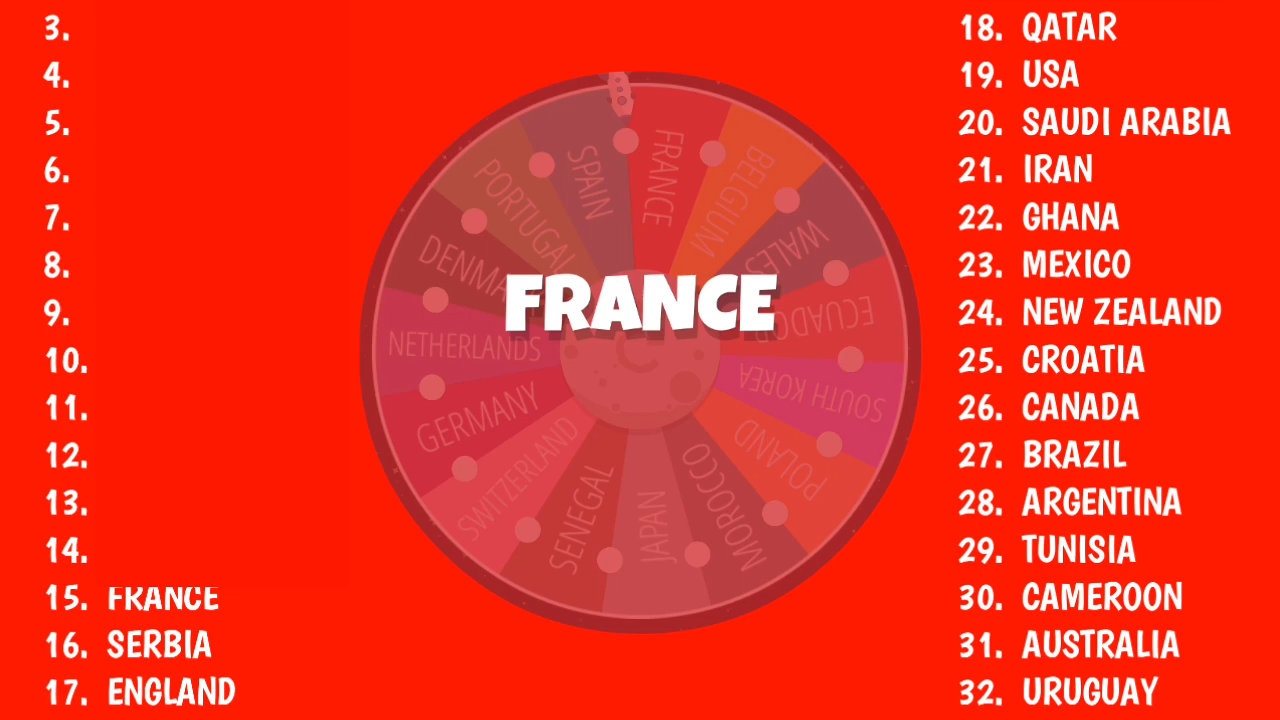 3.
4.
5.
6.
7.
8.
9.
10.
11.
12.
13.
14.
15. FRANCE
16. SERBIA
17. ENGLAND
SPAIN
FRANCE
BELGIUM
WALES
ECUADOR
SOUTH KOREA
POLAND
MOROCCO
JAPAN
SENEGAL
SWITZERLAND
GERMANY
NETHERLANDS
DENMA
PORTUGAL
FRANCE
18. QATAR
19. USA
20. SAUDI ARABIA
21. IRAN
22. GHANA
23. MEXICO
24. NEW ZEALAND
25. CROATIA
26. CANADA
27. BRAZIL
28. ARGENTINA
29. TUNISIA
30. CAMEROON
31. AUSTRALIA
32. URUGUAY